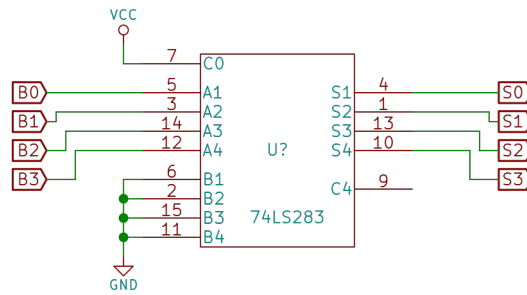 VCC
7 C0
B0 5 A1 S1 4 S0
B1 3 A2 S2 1 S1
B2 14 A3 S3 13 S2
B3 12 A4 S4 10 S3
U?
6 B1
2 B2 C4 9
15 B3
74LS283
11 B4
GND